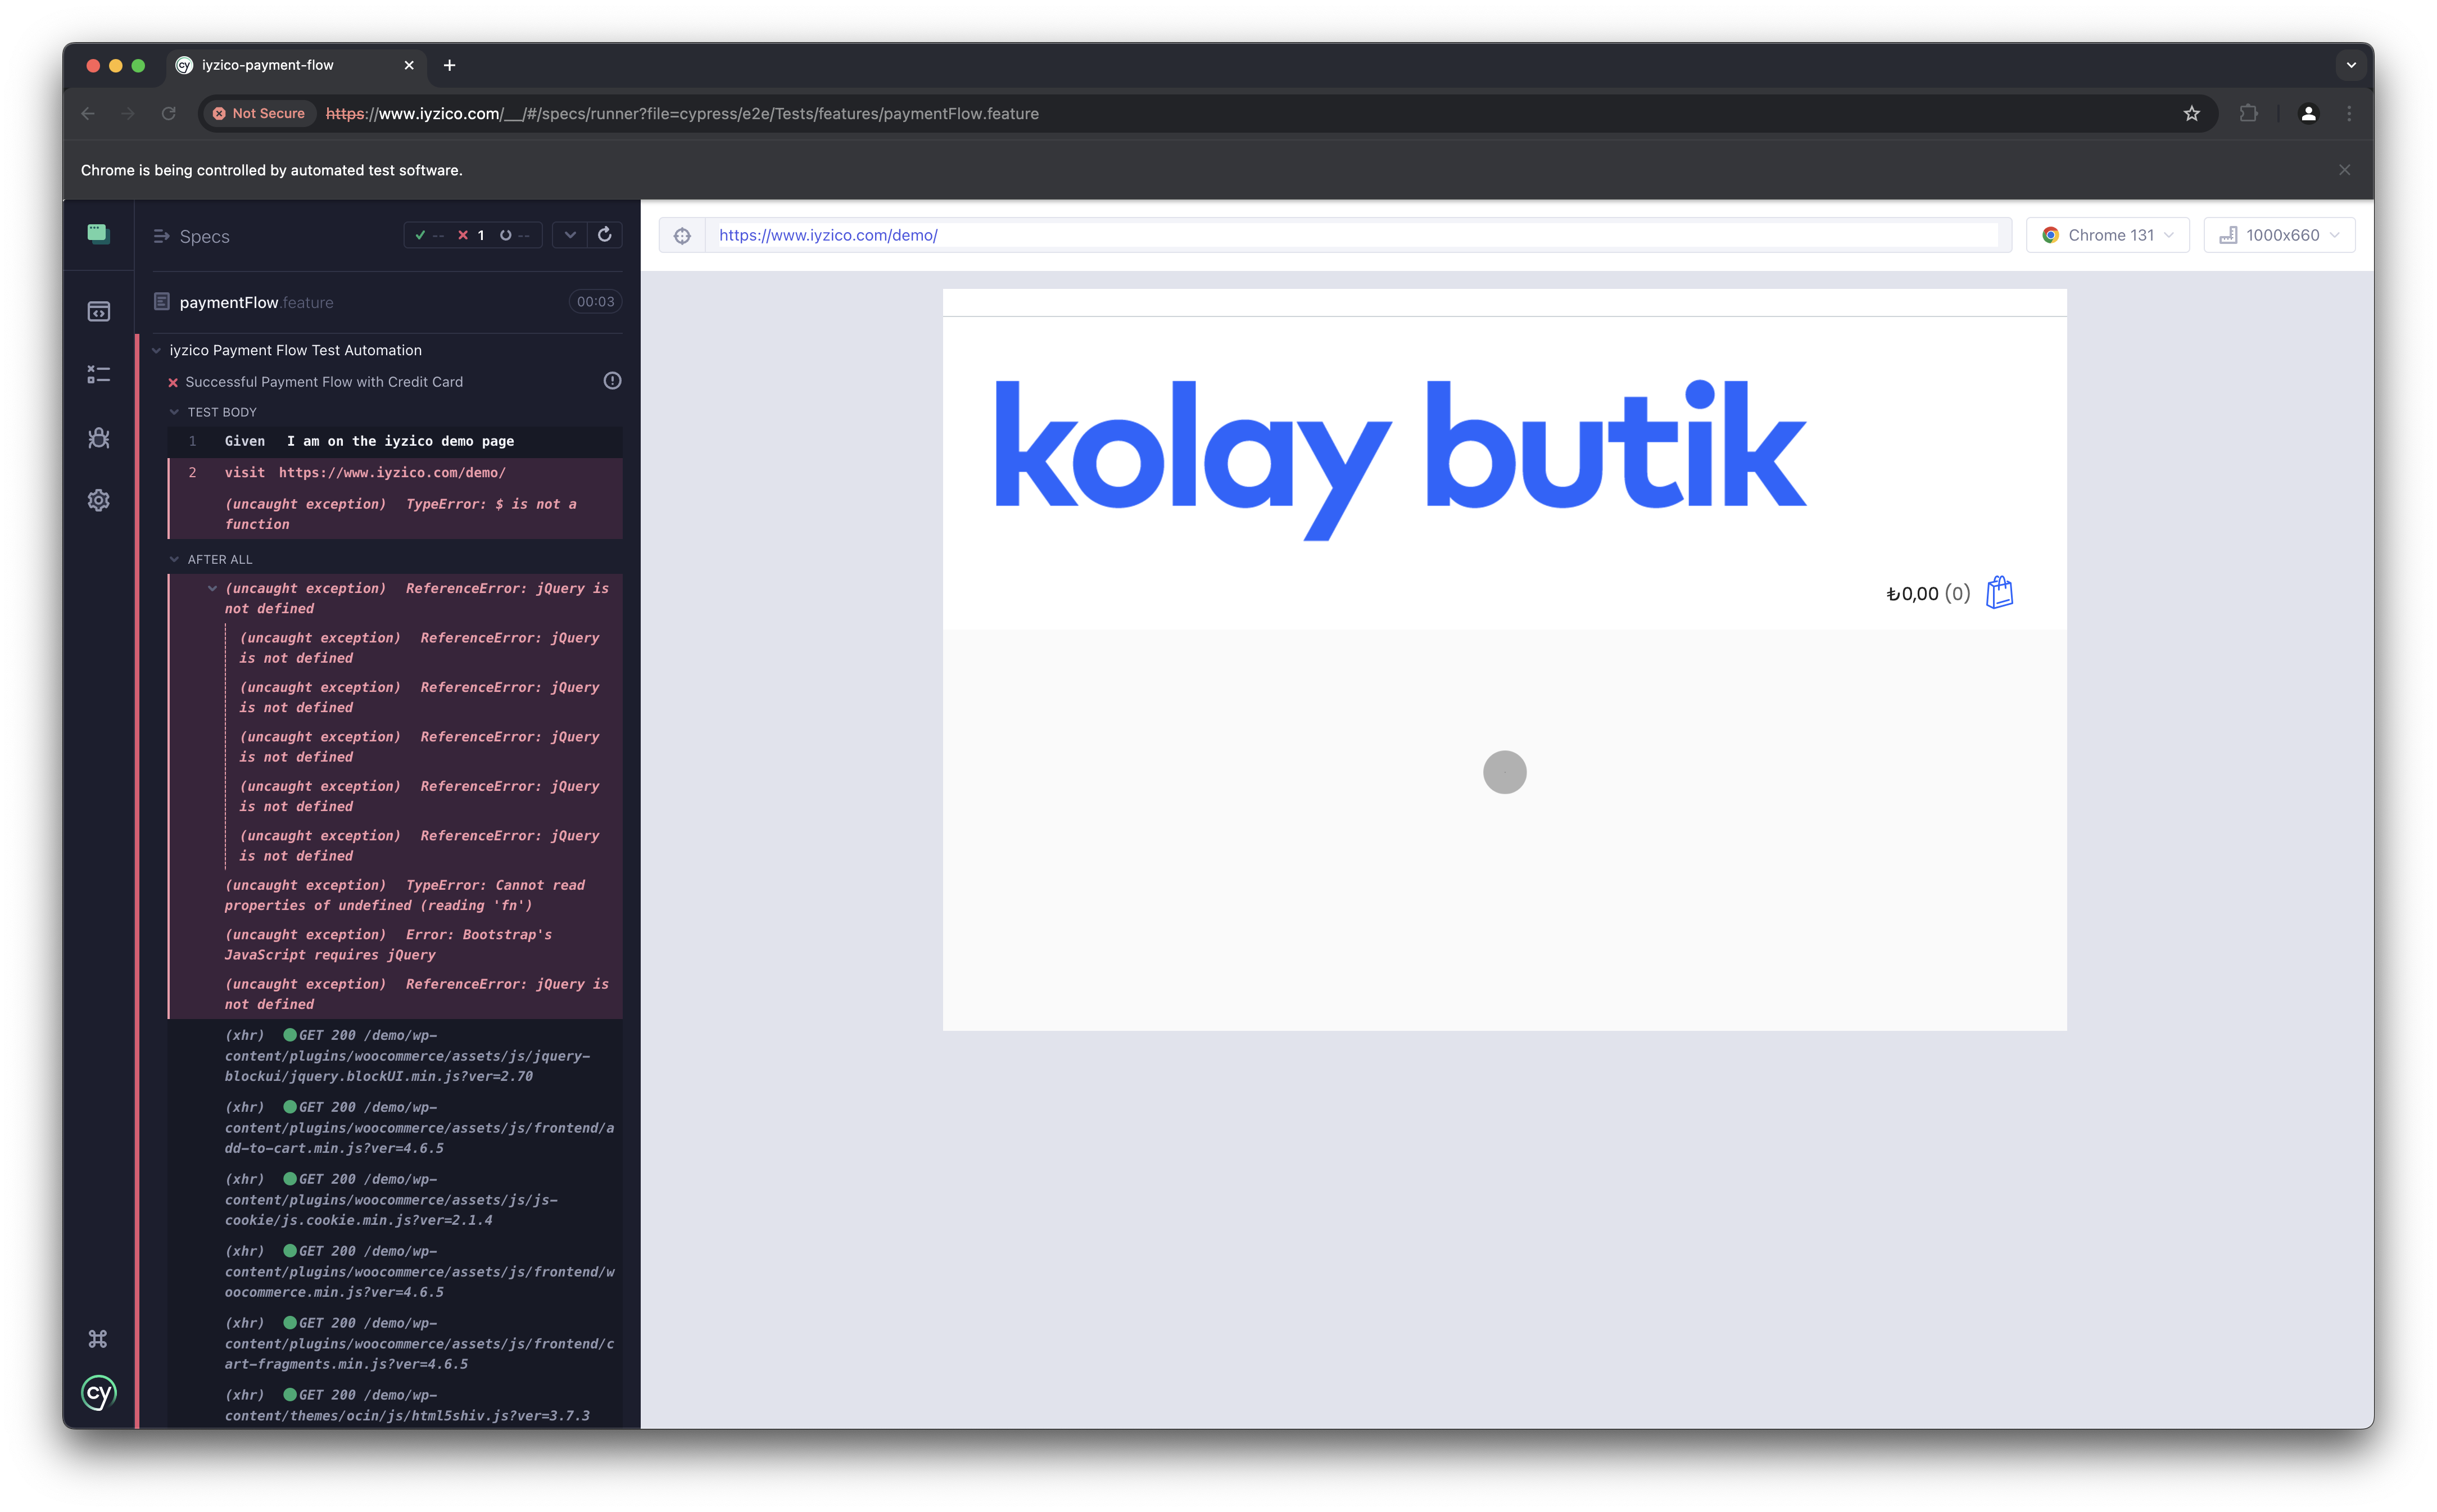 iyzico-payment-flow
Not Secure https://www.iyzico.com/__/#/specs/runner?file=cypress/e2e/Tests/features/paymentFlow.feature
Chrome is being controlled by automated test software.
Specs -- 1 --
https://www.iyzico.com/demo/ Chrome 131 1000x660
paymentFlow.feature 00:03
iyzico Payment Flow Test Automation
Successful Payment Flow with Credit Card
TEST BODY
1 Given I am on the iyzico demo page
2 visit https://www.iyzico.com/demo/
(uncaught exception) TypeError: $ is not a
function
AFTER ALL
(uncaught exception) ReferenceError: jQuery is
not defined
(uncaught exception) ReferenceError: jQuery
is not defined
(uncaught exception) ReferenceError: jQuery
is not defined
(uncaught exception) ReferenceError: jQuery
is not defined
(uncaught exception) ReferenceError: jQuery
is not defined
(uncaught exception) ReferenceError: jQuery
is not defined
(uncaught exception) TypeError: Cannot read
properties of undefined (reading 'fn')
(uncaught exception) Error: Bootstrap's
JavaScript requires jQuery
(uncaught exception) ReferenceError: jQuery is
not defined
(xhr) GET 200 /demo/wp-
content/plugins/woocommerce/assets/js/jquery-
blockui/jquery.blockUI.min.js?ver=2.70
(xhr) GET 200 /demo/wp-
content/plugins/woocommerce/assets/js/frontend/a
dd-to-cart.min.js?ver=4.6.5
(xhr) GET 200 /demo/wp-
content/plugins/woocommerce/assets/js/js-
cookie/js.cookie.min.js?ver=2.1.4
(xhr) GET 200 /demo/wp-
content/plugins/woocommerce/assets/js/frontend/w
oocommerce.min.js?ver=4.6.5
(xhr) GET 200 /demo/wp-
content/plugins/woocommerce/assets/js/frontend/c
art-fragments.min.js?ver=4.6.5
(xhr) GET 200 /demo/wp-
content/themes/ocin/js/html5shiv.js?ver=3.7.3
cy
kolay butik
₺0,00 (0)